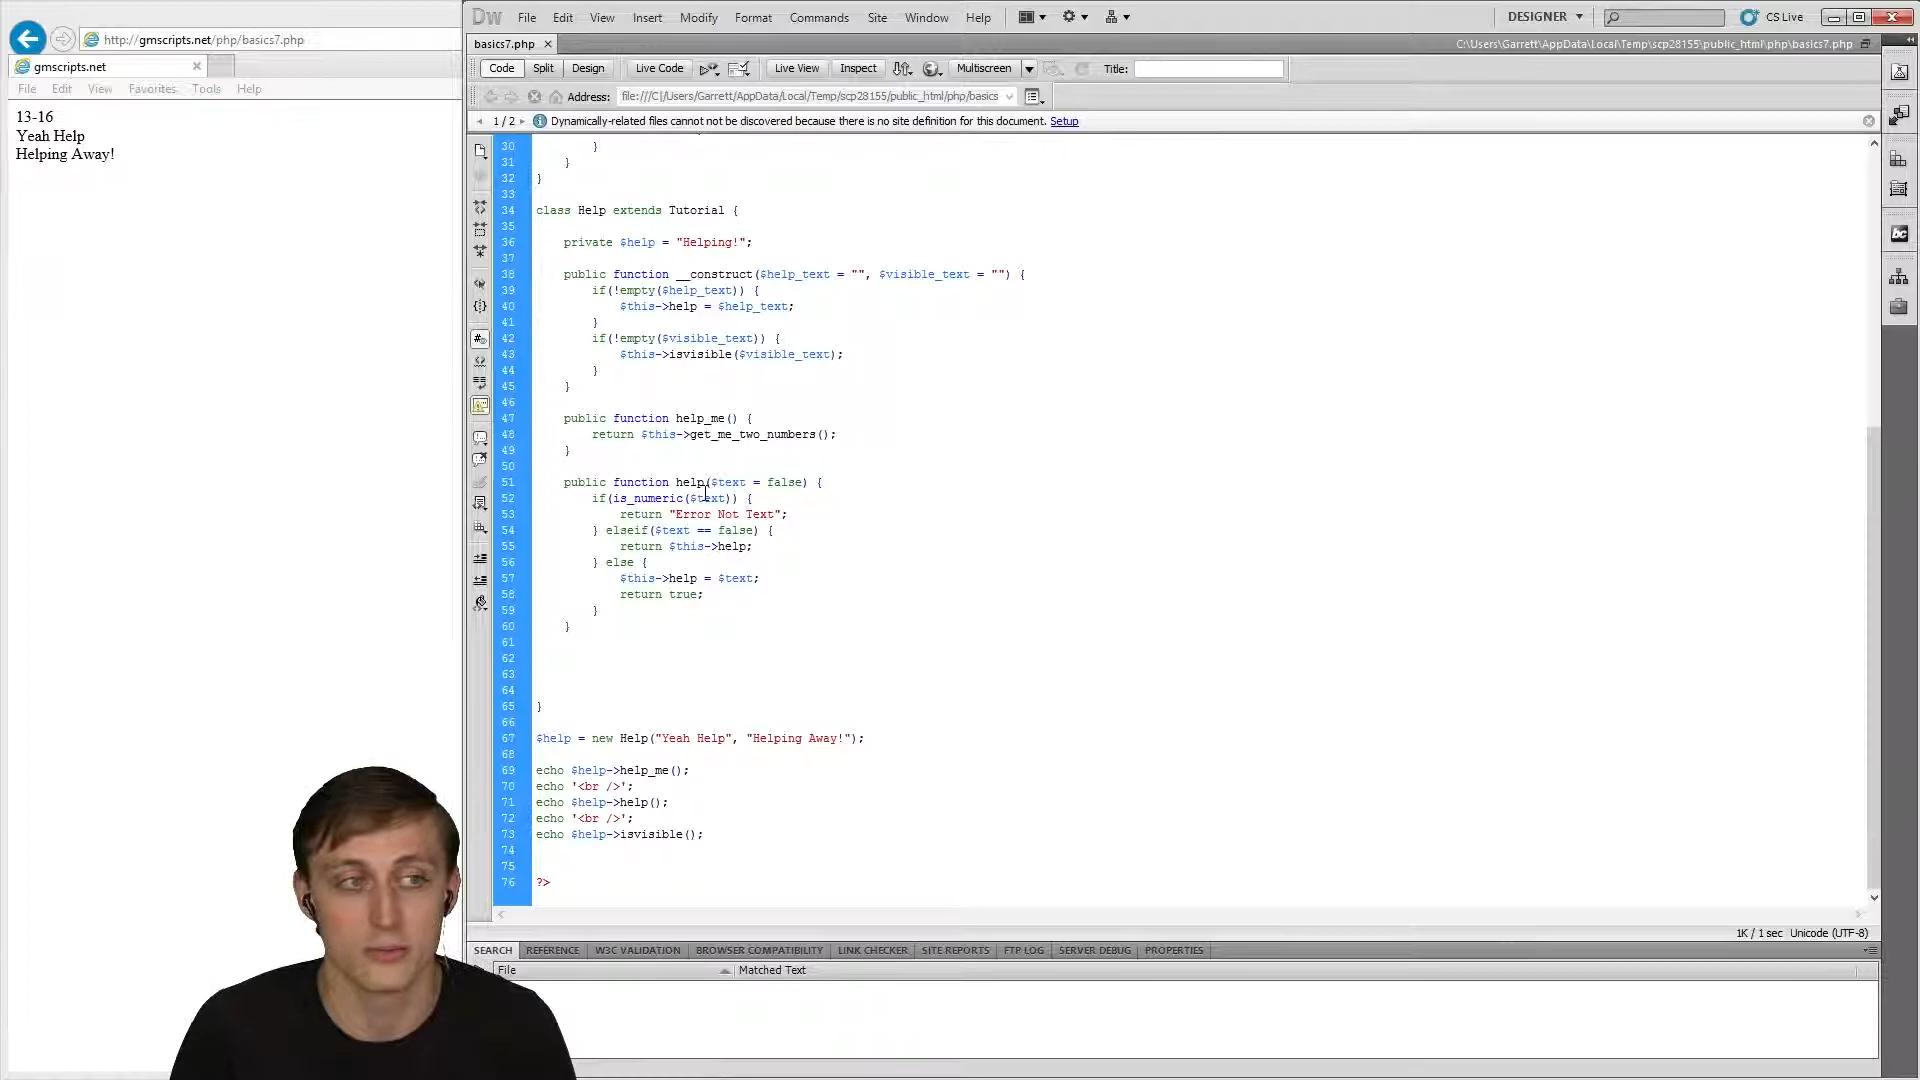 http://gmscripts.net/php/basics7.php
gmscripts.net
File Edit View Favorites Tools Help
13-16
Yeah Help
Helping Away!
Dw File Edit View Insert Modify Format Commands Site Window Help
DESIGNER CS Live
basics7.php
C:\Users\Garrett\AppData\Local\Temp\scp28155\public_html\php\basics7.php
Code Split Design Live Code Live View Inspect Multiscreen Title:
Address: file:///C|/Users/Garrett/AppData/Local/Temp/scp28155/public_html/php/basics
1 / 2 Dynamically-related files cannot not be discovered because there is no site definition for this document. Setup
30 }
31 }
32 }
33
34 class Help extends Tutorial {
35
36 private $help = "Helping!";
37
38 public function __construct($help_text = "", $visible_text = "") {
39 if(!empty($help_text)) {
40 $this->help = $help_text;
41 }
42 if(!empty($visible_text)) {
43 $this->isvisible($visible_text);
44 }
45 }
46
47 public function help_me() {
48 return $this->get_me_two_numbers();
49 }
50
51 public function help($text = false) {
52 if(is_numeric($text)) {
53 return "Error Not Text";
54 } elseif($text == false) {
55 return $this->help;
56 } else {
57 $this->help = $text;
58 return true;
59 }
60 }
61
62
63
64
65 }
66
67 $help = new Help("Yeah Help", "Helping Away!");
68
69 echo $help->help_me();
70 echo '<br />';
71 echo $help->help();
72 echo '<br />';
73 echo $help->isvisible();
74
75
76 ?>
1K / 1 sec Unicode (UTF-8)
SEARCH REFERENCE W3C VALIDATION BROWSER COMPATIBILITY LINK CHECKER SITE REPORTS FTP LOG SERVER DEBUG PROPERTIES
File Matched Text